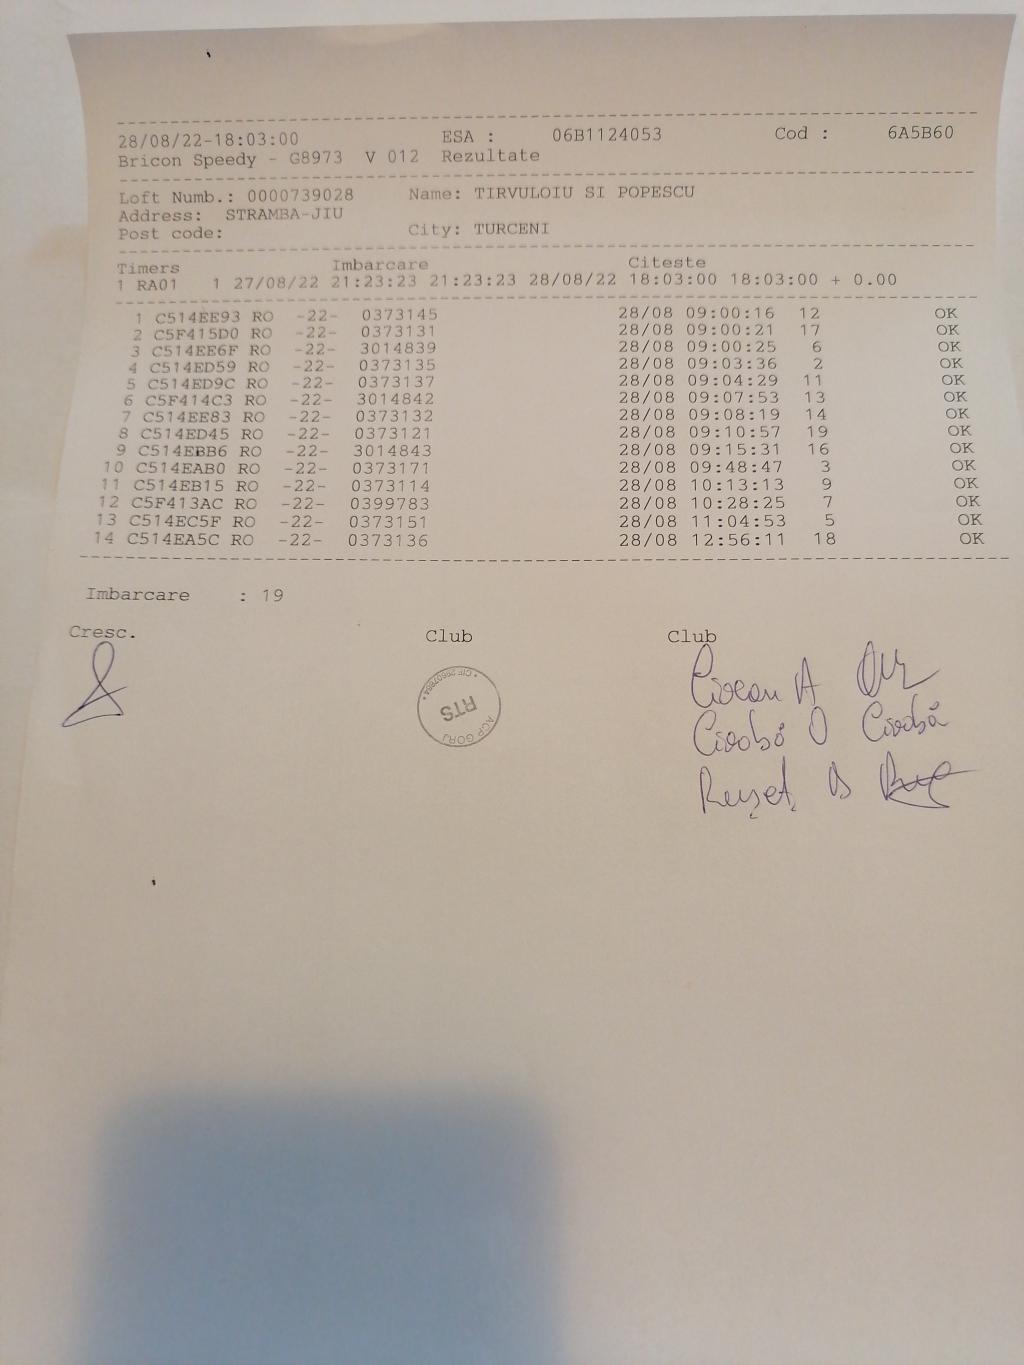 28/08/22-18:03:00 ESA : 06B1124053 Cod : 6A5B60
Bricon Speedy - G8973 V 012 Rezultate
Loft Numb.: 0000739028 Name: TIRVULOIU SI POPESCU
Address: STRAMBA-JIU
Post code: City: TURCENI
Timers Imbarcare Citeste
1 RA01 1 27/08/22 21:23:23 21:23:23 28/08/22 18:03:00 18:03:00 + 0.00
1 C514EE93 RO -22- 0373145 28/08 09:00:16 12 OK
2 C5F415D0 RO -22- 0373131 28/08 09:00:21 17 OK
3 C514EE6F RO -22- 3014839 28/08 09:00:25 6 OK
4 C514ED59 RO -22- 0373135 28/08 09:03:36 2 OK
5 C514ED9C RO -22- 0373137 28/08 09:04:29 11 OK
6 C5F414C3 RO -22- 3014842 28/08 09:07:53 13 OK
7 C514EE83 RO -22- 0373132 28/08 09:08:19 14 OK
8 C514ED45 RO -22- 0373121 28/08 09:10:57 19 OK
9 C514EBB6 RO -22- 3014843 28/08 09:15:31 16 OK
10 C514EAB0 RO -22- 0373171 28/08 09:48:47 3 OK
11 C514EB15 RO -22- 0373114 28/08 10:13:13 9 OK
12 C5F413AC RO -22- 0399783 28/08 10:28:25 7 OK
13 C514EC5F RO -22- 0373151 28/08 11:04:53 5 OK
14 C514EA5C RO -22- 0373136 28/08 12:56:11 18 OK
Imbarcare : 19
Cresc. Club Club
ACP GORJ
RTS